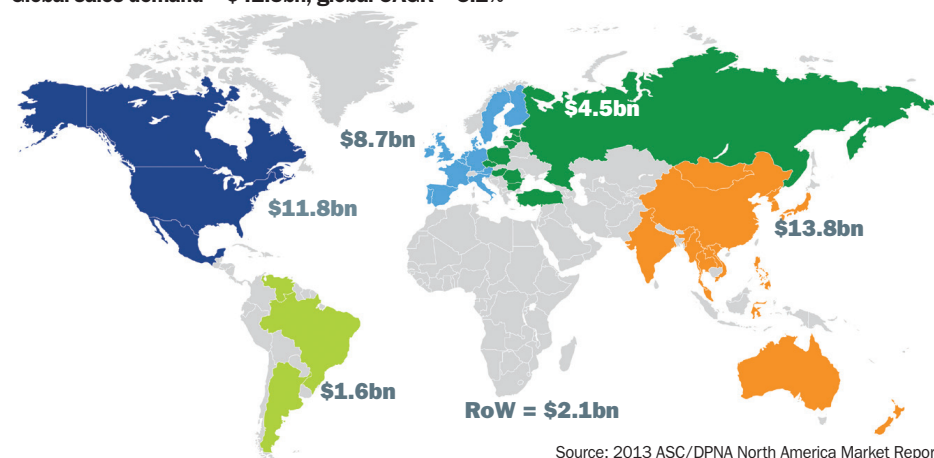 $4.5bn
$8.7bn
$11.8bn
$13.8bn
$1.6bn
RoW = $2.1bn
Source: 2013 ASC/DPNA North America Market Repor